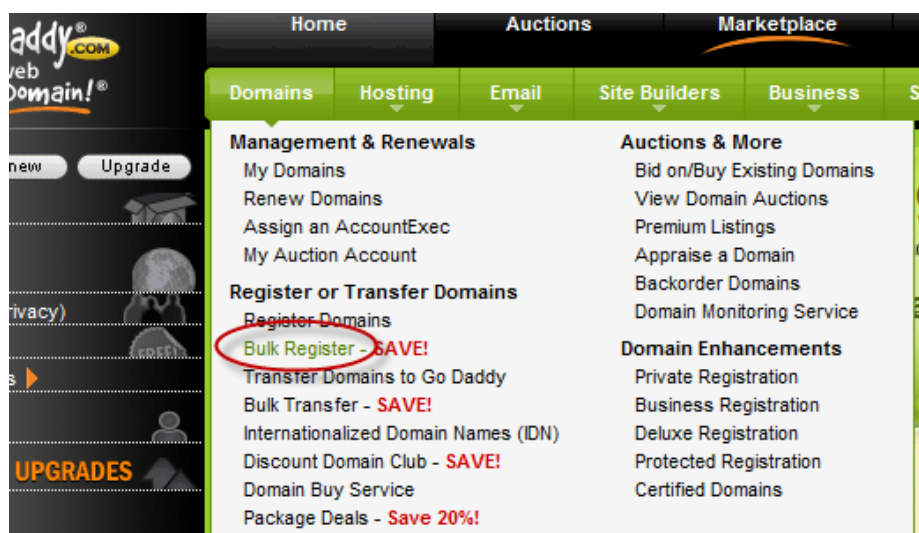 Home Auctions Marketplace
addy®
.COM
Domain!®
Domains Hosting Email Site Builders Business S
new Upgrade
rivacy)
FREE!
s
UPGRADES
Management & Renewals
My Domains
Renew Domains
Assign an AccountExec
My Auction Account
Register or Transfer Domains
Register Domains
Bulk Register - SAVE!
Transfer Domains to Go Daddy
Bulk Transfer - SAVE!
Internationalized Domain Names (IDN)
Discount Domain Club - SAVE!
Domain Buy Service
Package Deals - Save 20%!
Auctions & More
Bid on/Buy Existing Domains
View Domain Auctions
Premium Listings
Appraise a Domain
Backorder Domains
Domain Monitoring Service
Domain Enhancements
Private Registration
Business Registration
Deluxe Registration
Protected Registration
Certified Domains